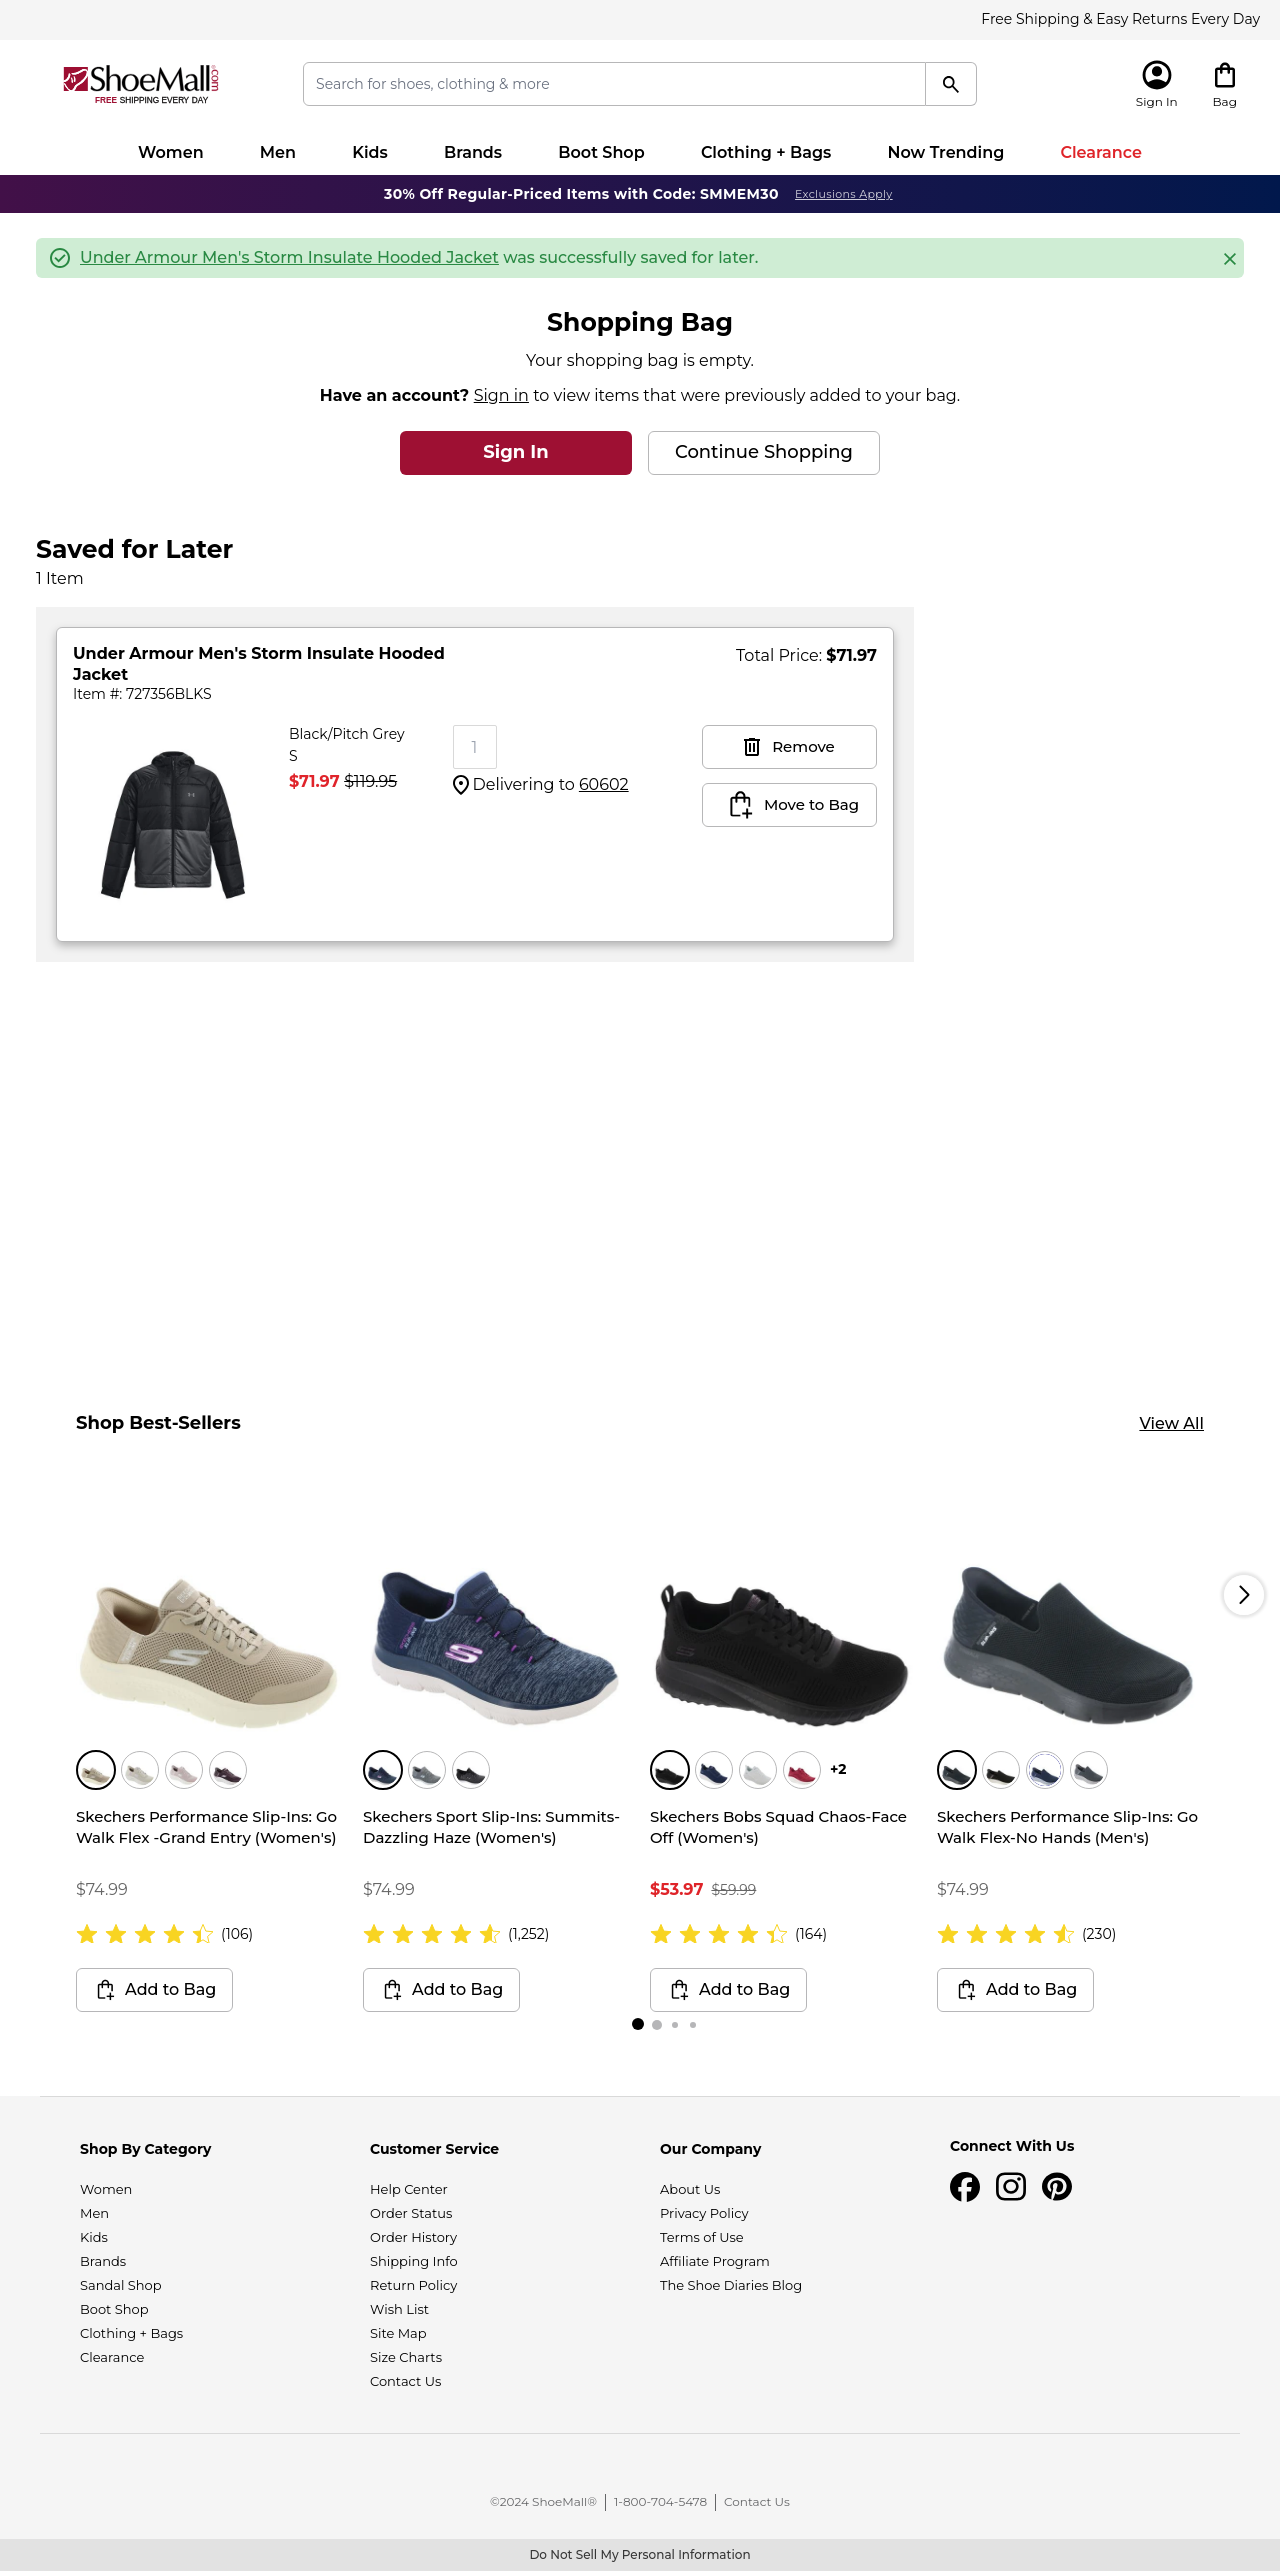 Free Shipping & Easy Returns Every Day
ShoeMall.com
FREE SHIPPING EVERY DAY
Search for shoes, clothing & more
Sign In
Bag
Women Men Kids Brands Boot Shop Clothing + Bags Now Trending Clearance
30% Off Regular-Priced Items with Code: SMMEM30 Exclusions Apply
Under Armour Men's Storm Insulate Hooded Jacket was successfully saved for later.
Shopping Bag
Your shopping bag is empty.
Have an account? Sign in to view items that were previously added to your bag.
Sign In
Continue Shopping
Saved for Later
1 Item
Under Armour Men's Storm Insulate Hooded
Jacket
Item #: 727356BLKS
Total Price: $71.97
Black/Pitch Grey
S
$71.97 $119.95
1
Delivering to 60602
Remove
Move to Bag
Shop Best-Sellers
View All
+2
Skechers Performance Slip-Ins: Go
Walk Flex -Grand Entry (Women's)
$74.99
(106)
Add to Bag
Skechers Sport Slip-Ins: Summits-
Dazzling Haze (Women's)
$74.99
(1,252)
Add to Bag
Skechers Bobs Squad Chaos-Face
Off (Women's)
$53.97 $59.99
(164)
Add to Bag
Skechers Performance Slip-Ins: Go
Walk Flex-No Hands (Men's)
$74.99
(230)
Add to Bag
Shop By Category
Women
Men
Kids
Brands
Sandal Shop
Boot Shop
Clothing + Bags
Clearance
Customer Service
Help Center
Order Status
Order History
Shipping Info
Return Policy
Wish List
Site Map
Size Charts
Contact Us
Our Company
About Us
Privacy Policy
Terms of Use
Affiliate Program
The Shoe Diaries Blog
Connect With Us
©2024 ShoeMall® 1-800-704-5478 Contact Us
Do Not Sell My Personal Information